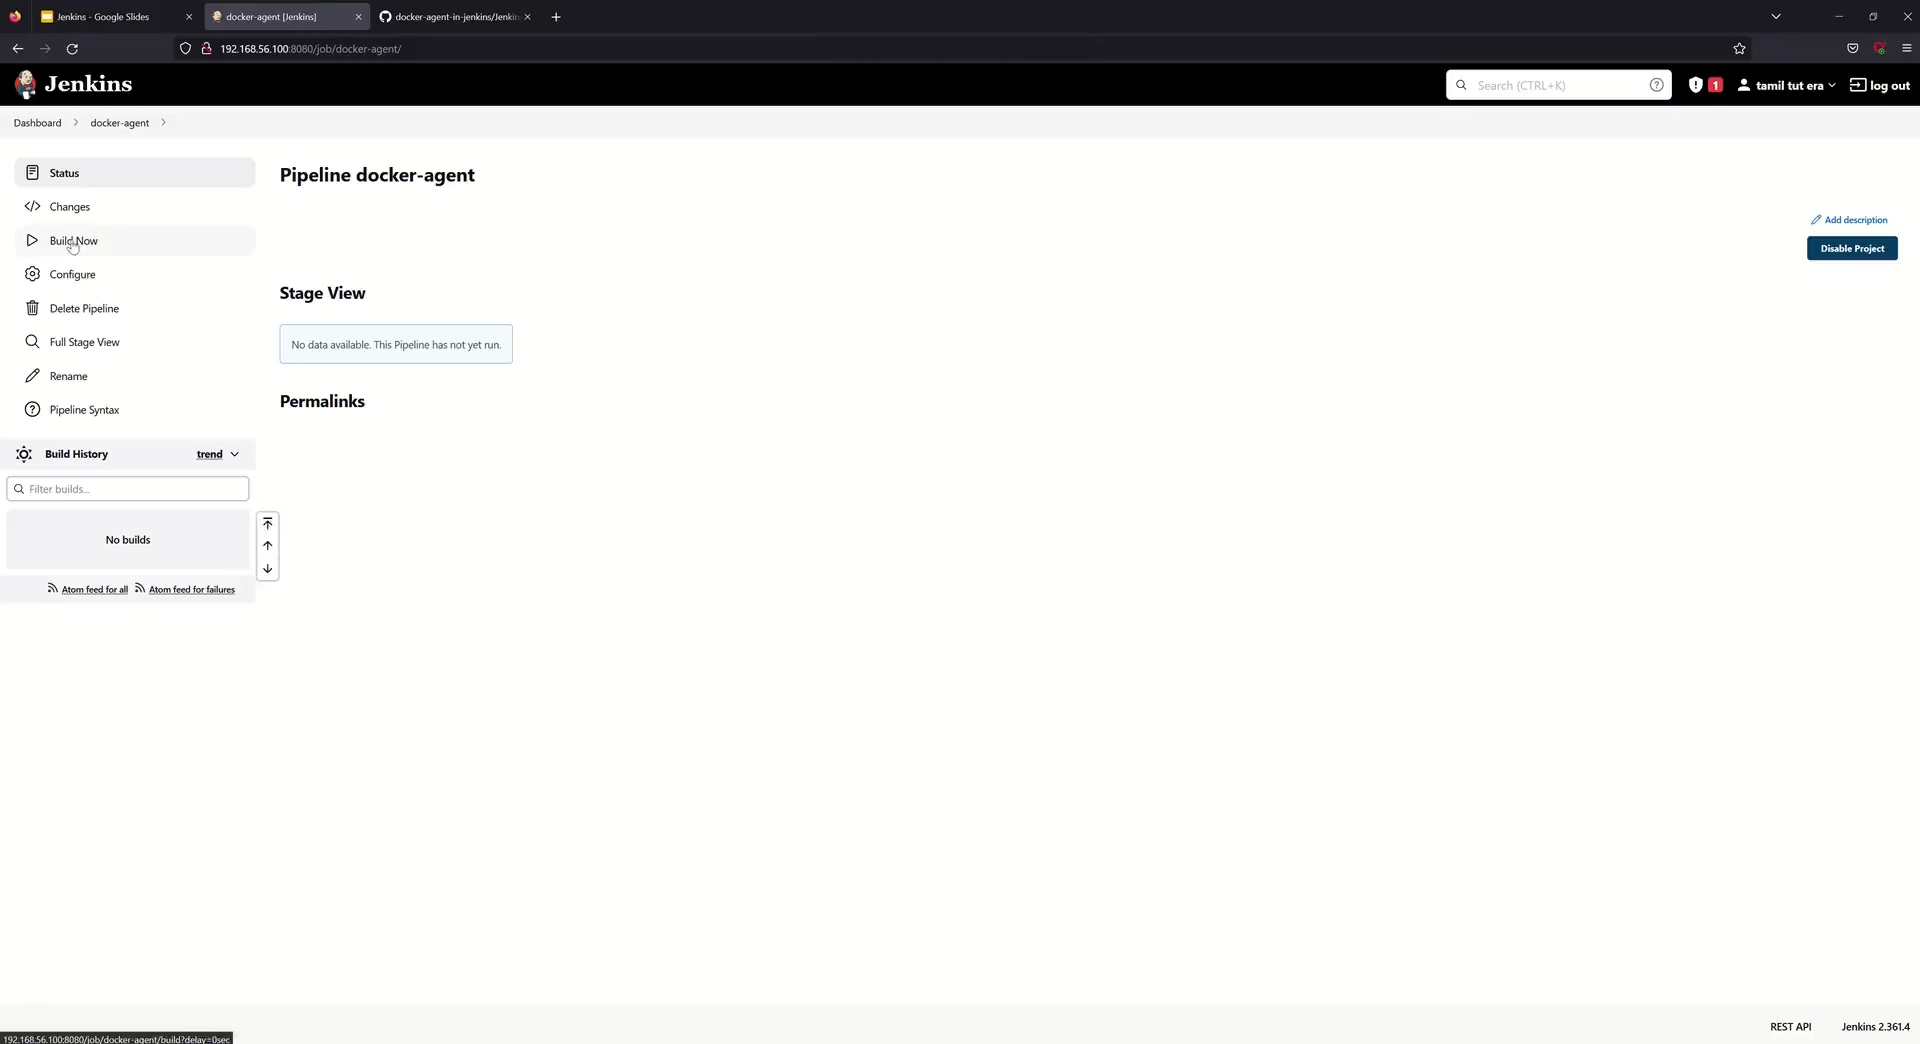 Jenkins - Google Slides
docker-agent [Jenkins]
docker-agent-in-jenkins/Jenkin
192.168.56.100:8080/job/docker-agent/
Jenkins
Search (CTRL+K)
1
tamil tut era
log out
Dashboard
docker-agent
Status
Changes
Build Now
Configure
Delete Pipeline
Full Stage View
Rename
Pipeline Syntax
Build History
trend
Filter builds...
No builds
Atom feed for all
Atom feed for failures
Pipeline docker-agent
Add description
Disable Project
Stage View
No data available. This Pipeline has not yet run.
Permalinks
REST API
Jenkins 2.361.4
192.168.56.100:8080/job/docker-agent/build?delay=0sec